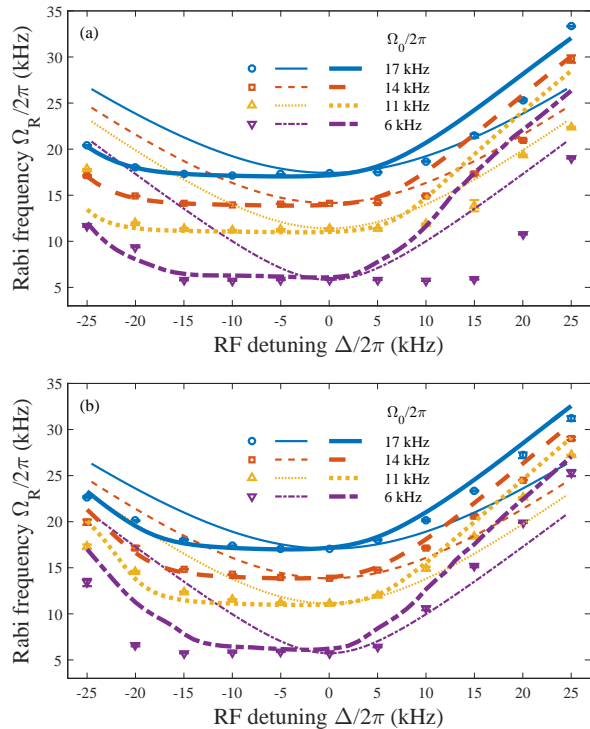 (a)
Ω₀/2π
17 kHz
14 kHz
11 kHz
6 kHz
Rabi frequency Ω_R/2π (kHz)
35
30
25
20
15
10
5
-25 -20 -15 -10 -5 0 5 10 15 20 25
RF detuning Δ/2π (kHz)
(b)
Ω₀/2π
17 kHz
14 kHz
11 kHz
6 kHz
Rabi frequency Ω_R/2π (kHz)
35
30
25
20
15
10
5
-25 -20 -15 -10 -5 0 5 10 15 20 25
RF detuning Δ/2π (kHz)